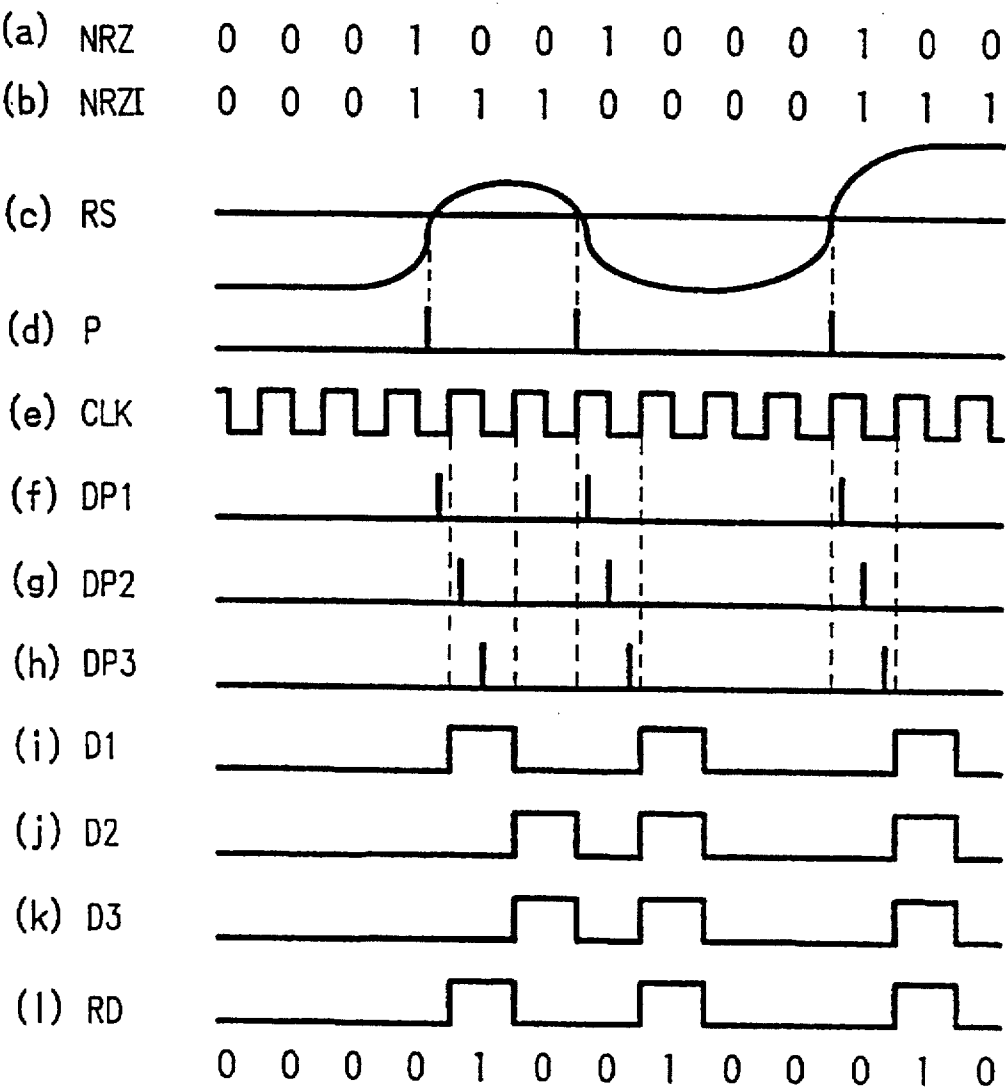 (a) NRZ 0 0 0 1 0 0 1 0 0 0 1 0 0
(b) NRZI 0 0 0 1 1 1 0 0 0 0 1 1 1
(c) RS
(d) P
(e) CLK
(f) DP1
(g) DP2
(h) DP3
(i) D1
(j) D2
(k) D3
(l) RD
0 0 0 0 1 0 0 1 0 0 0 1 0